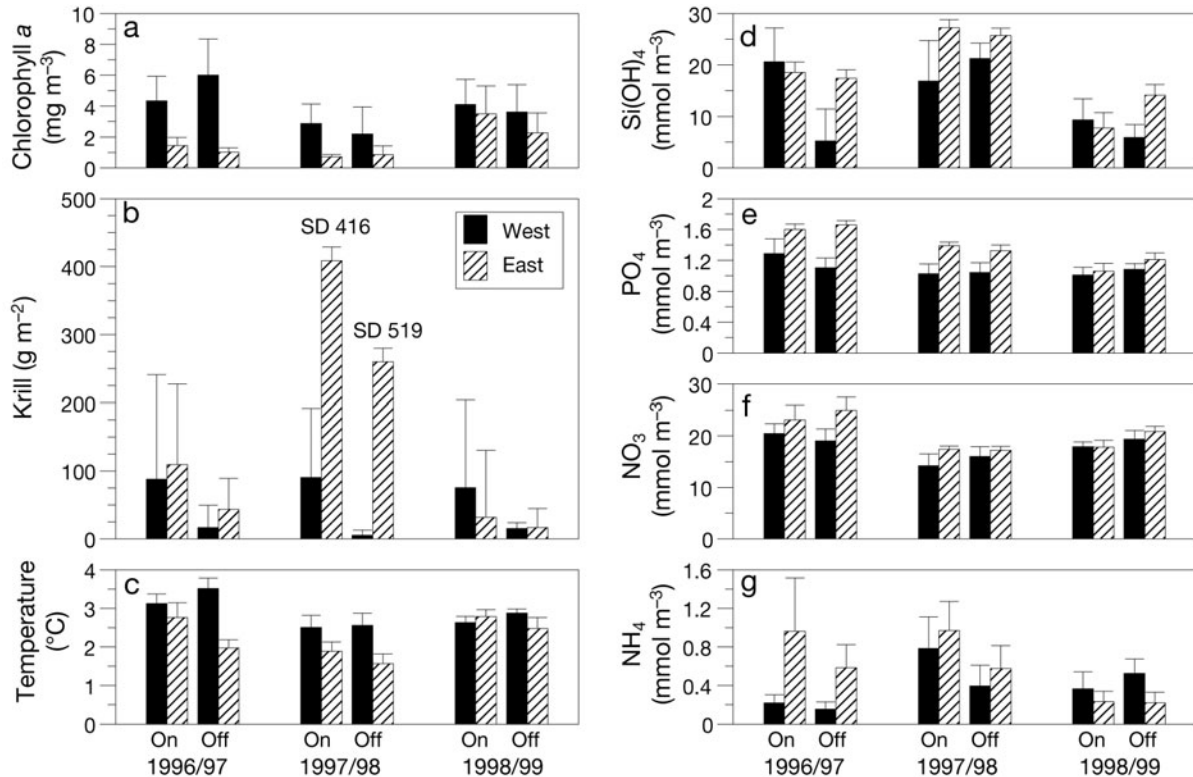 a
Chlorophyll a
(mg m−3)
10
8
6
4
2
0
b
Krill (g m−2)
500
400
300
200
100
0
SD 416
SD 519
West
East
c
Temperature
(°C)
4
3
2
1
0
On Off On Off On Off
1996/97 1997/98 1998/99
d
Si(OH)4
(mmol m−3)
30
20
10
0
e
PO4
(mmol m−3)
2
1.6
1.2
0.8
0.4
0
f
NO3
(mmol m−3)
30
20
10
0
g
NH4
(mmol m−3)
1.6
1.2
0.8
0.4
0
On Off On Off On Off
1996/97 1997/98 1998/99